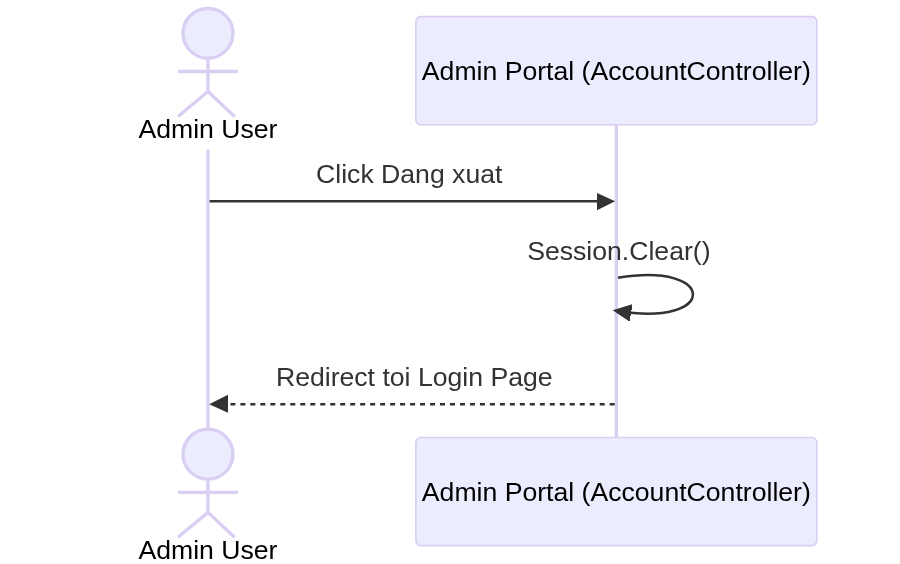 Admin User
Admin Portal (AccountController)
Click Dang xuat
Session.Clear()
Redirect toi Login Page
Admin User
Admin Portal (AccountController)